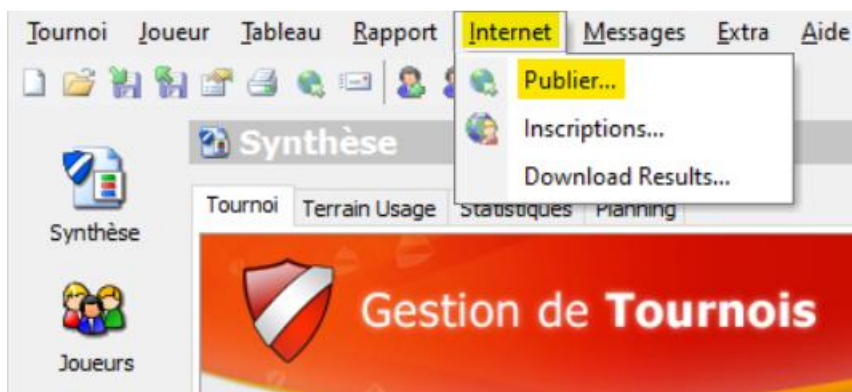 Tournoi Joueur Tableau Rapport Internet Messages Extra Aide
Publier...
Inscriptions...
Download Results...
Synthèse
Tournoi Terrain Usage Statistiques Planning
Synthèse
Gestion de Tournois
Joueurs